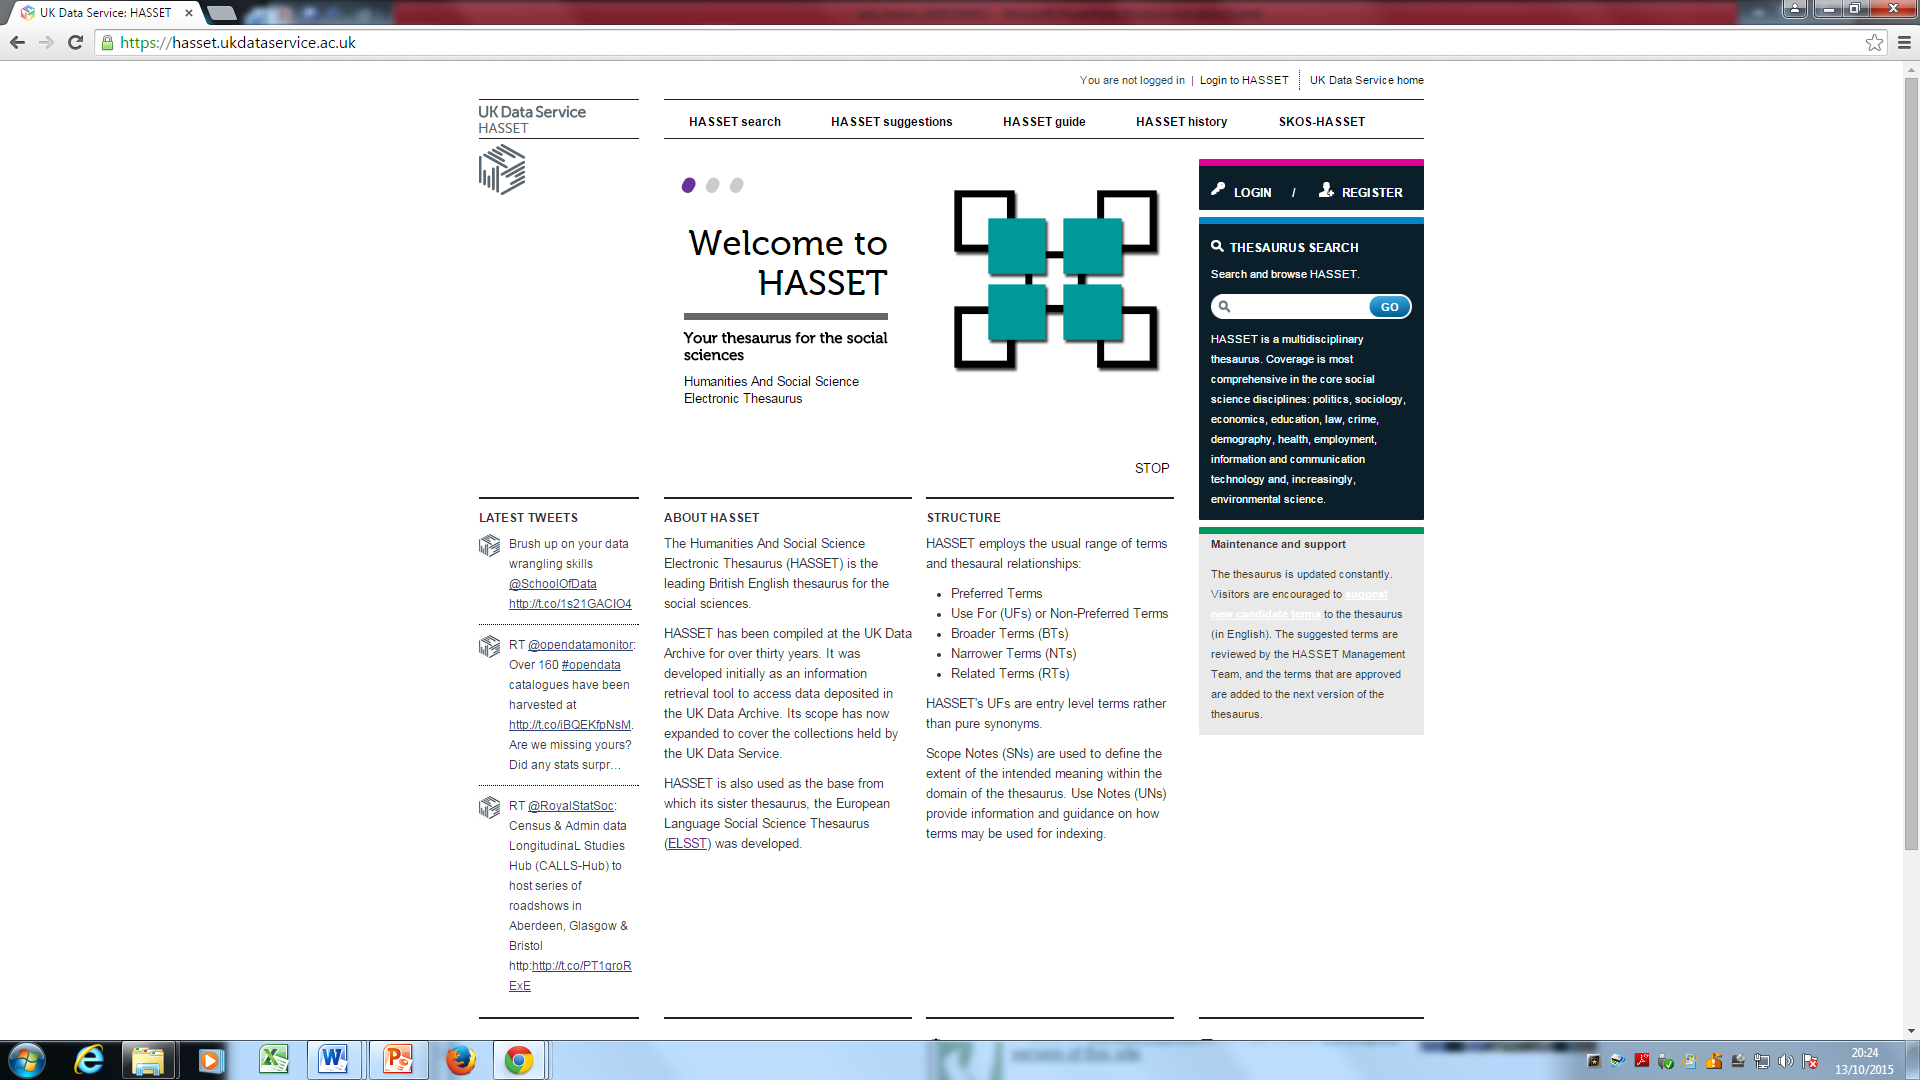 UK Data Service: HASSET
https://hasset.ukdataservice.ac.uk
You are not logged in | Login to HASSET
UK Data Service home
UK Data Service
HASSET
HASSET search
HASSET suggestions
HASSET guide
HASSET history
SKOS-HASSET
Welcome to
HASSET
Your thesaurus for the social
sciences
Humanities And Social Science
Electronic Thesaurus
STOP
LOGIN / REGISTER
THESAURUS SEARCH
Search and browse HASSET.
GO
HASSET is a multidisciplinary
thesaurus. Coverage is most
comprehensive in the core social
science disciplines: politics, sociology,
economics, education, law, crime,
demography, health, employment,
information and communication
technology and, increasingly,
environmental science.
Maintenance and support
The thesaurus is updated constantly.
Visitors are encouraged to suggest
new candidate terms to the thesaurus
(in English). The suggested terms are
reviewed by the HASSET Management
Team, and the terms that are approved
are added to the next version of the
thesaurus.
LATEST TWEETS
Brush up on your data
wrangling skills
@SchoolOfData
http://t.co/1s21GACIO4
RT @opendatamonitor:
Over 160 #opendata
catalogues have been
harvested at
http://t.co/iBQEKfpNsM.
Are we missing yours?
Did any stats surpr…
RT @RoyalStatSoc:
Census & Admin data
LongitudinaL Studies
Hub (CALLS-Hub) to
host series of
roadshows in
Aberdeen, Glasgow &
Bristol
http:http://t.co/PT1qroR
ExE
ABOUT HASSET
The Humanities And Social Science
Electronic Thesaurus (HASSET) is the
leading British English thesaurus for the
social sciences.
HASSET has been compiled at the UK Data
Archive for over thirty years. It was
developed initially as an information
retrieval tool to access data deposited in
the UK Data Archive. Its scope has now
expanded to cover the collections held by
the UK Data Service.
HASSET is also used as the base from
which its sister thesaurus, the European
Language Social Science Thesaurus
(ELSST) was developed.
STRUCTURE
HASSET employs the usual range of terms
and thesaural relationships:
• Preferred Terms
• Use For (UFs) or Non-Preferred Terms
• Broader Terms (BTs)
• Narrower Terms (NTs)
• Related Terms (RTs)
HASSET's UFs are entry level terms rather
than pure synonyms.
Scope Notes (SNs) are used to define the
extent of the intended meaning within the
domain of the thesaurus. Use Notes (UNs)
provide information and guidance on how
terms may be used for indexing.
20:24
13/10/2015